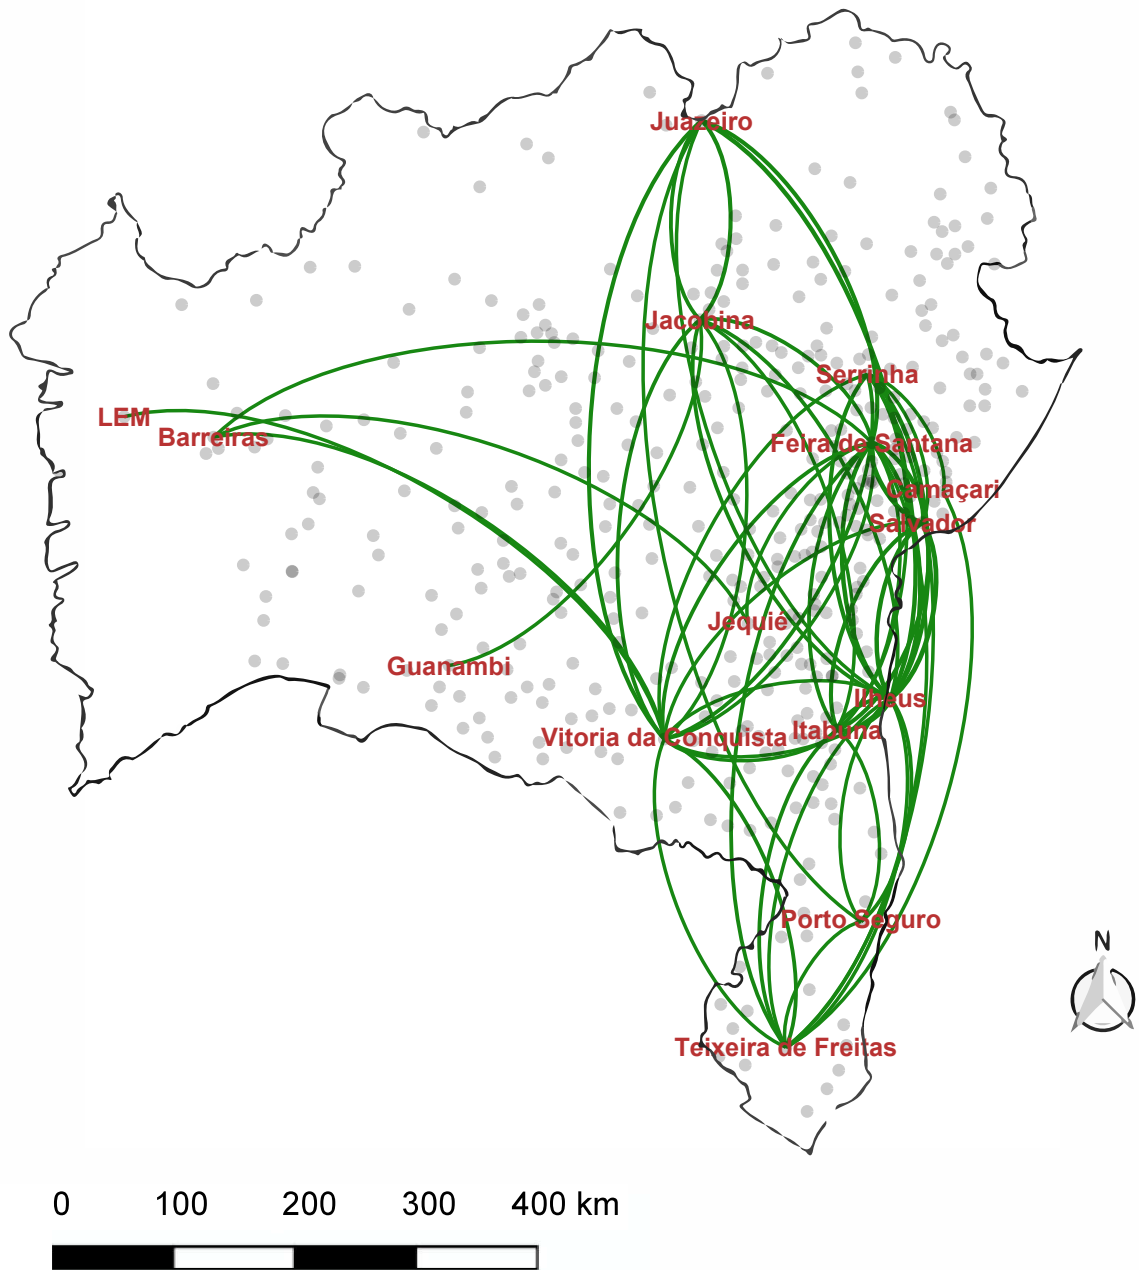 Juazeiro
Jacobina
Serrinha
LEM
Barreiras
Feira de Santana
Camaçari
Salvador
Jequié
Guanambi
Ilheus
Itabuna
Vitoria da Conquista
Porto Seguro
N
Teixeira de Freitas
0 100 200 300 400 km